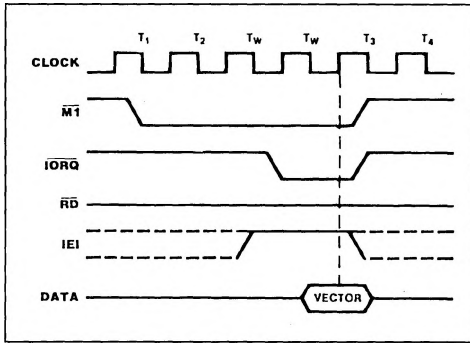 T1 T2 TW TW T3 T4
CLOCK
M1
IORQ
RD
IEI
DATA
VECTOR